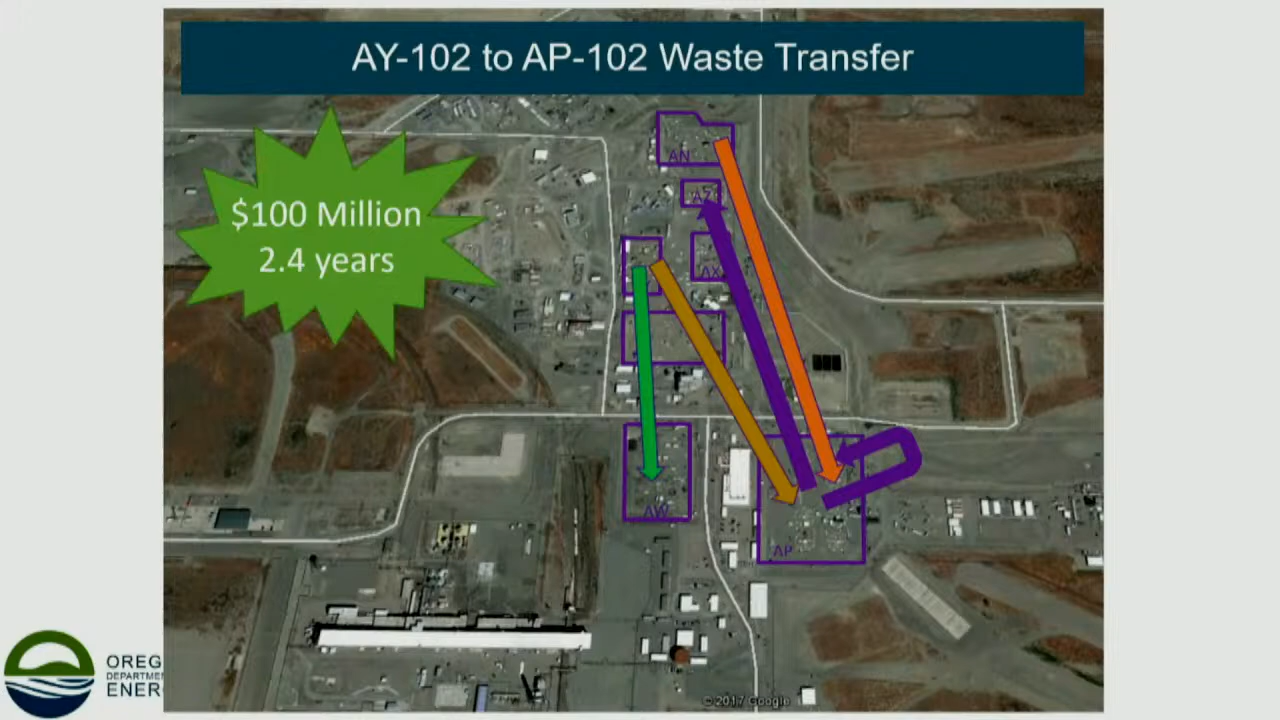 AY-102 to AP-102 Waste Transfer
$100 Million
2.4 years
AN
AZ
AX
AW
AP
OREG
DEPARTMEN
ENER
© 2017 Google